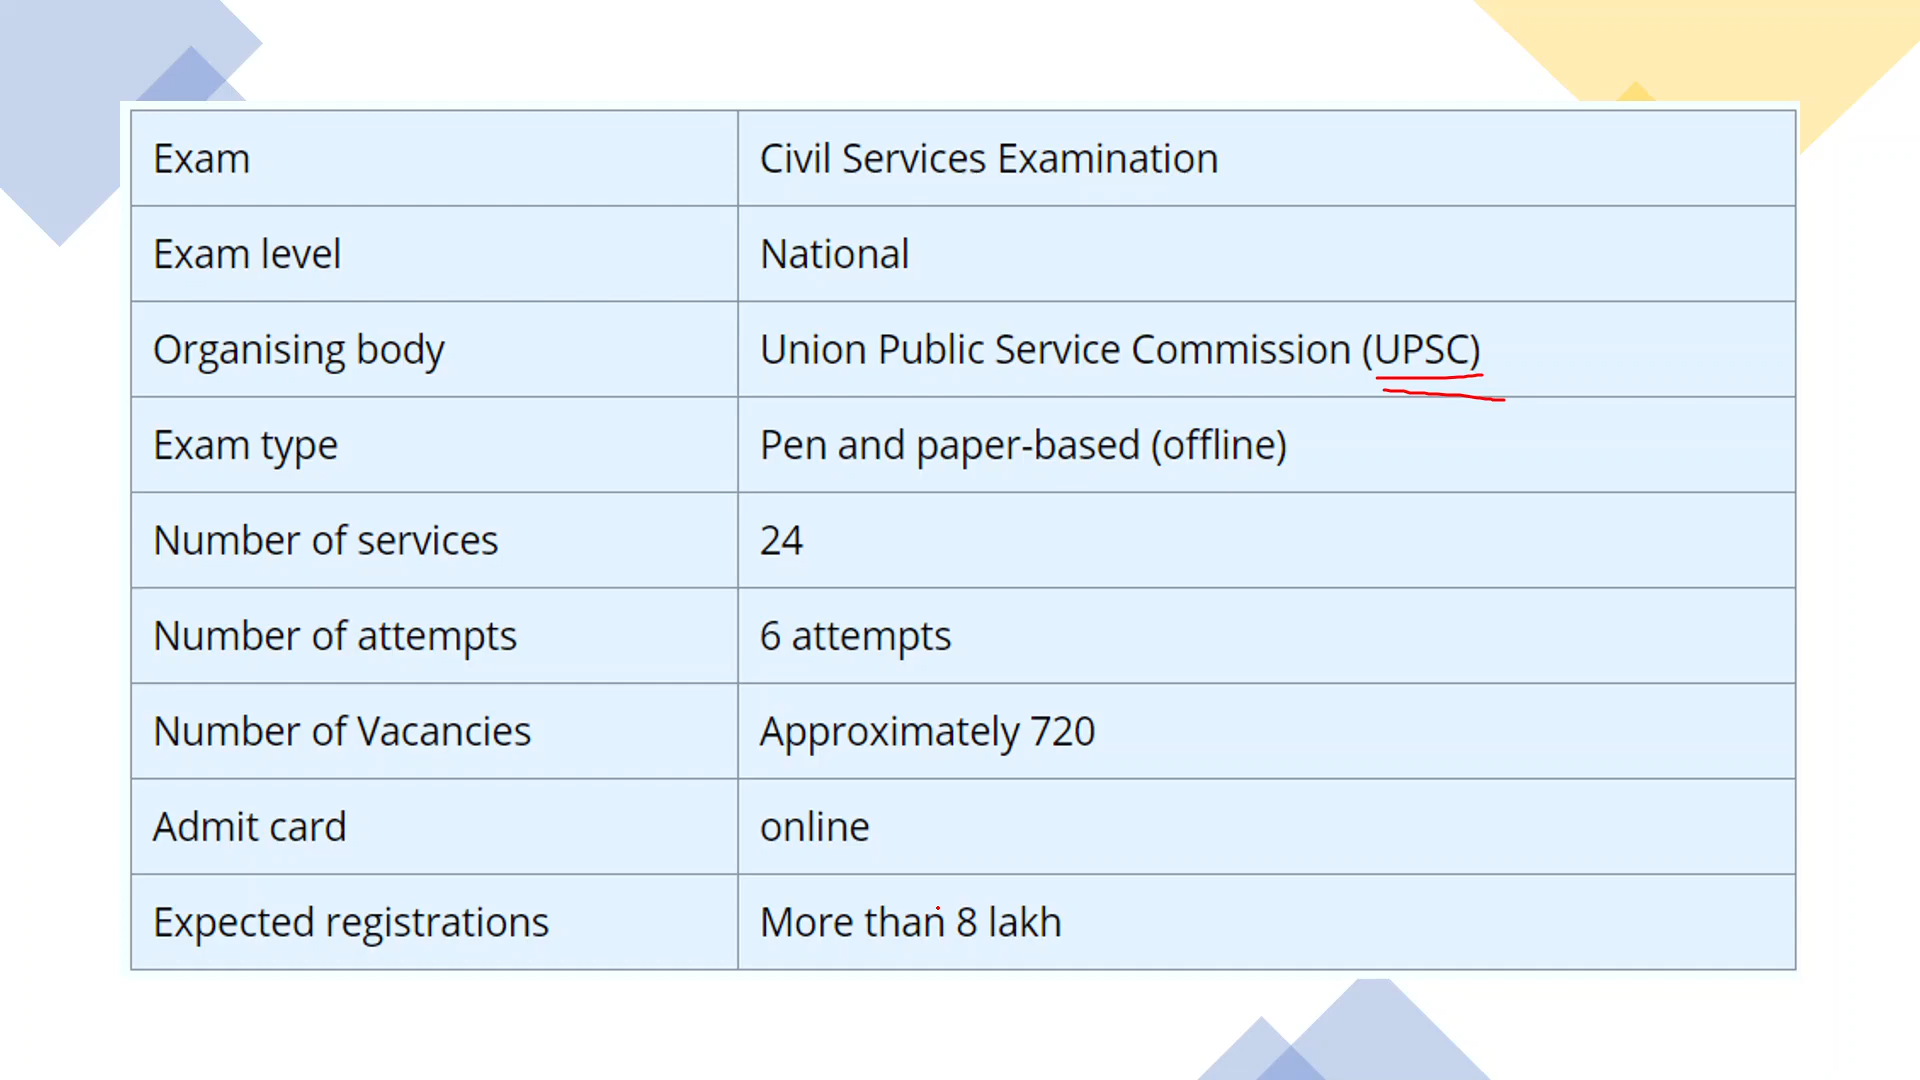 Exam Civil Services Examination
Exam level National
Organising body Union Public Service Commission (UPSC)
Exam type Pen and paper-based (offline)
Number of services 24
Number of attempts 6 attempts
Number of Vacancies Approximately 720
Admit card online
Expected registrations More than 8 lakh